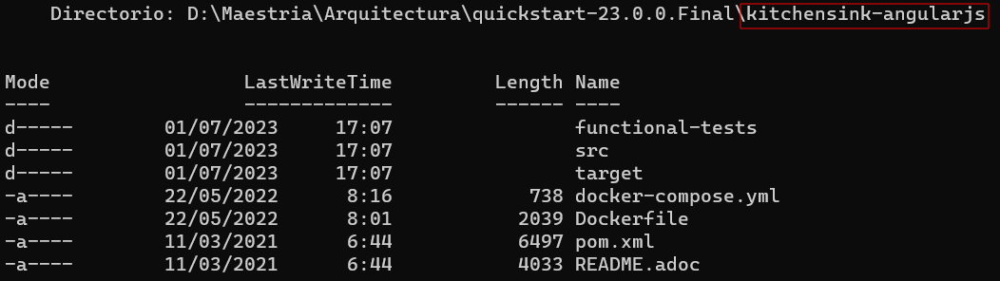 Directorio: D:\Maestria\Arquitectura\quickstart-23.0.0.Final\kitchensink-angularjs
Mode                 LastWriteTime         Length Name
----                 -------------         ------ ----
d-----        01/07/2023     17:07                functional-tests
d-----        01/07/2023     17:07                src
d-----        01/07/2023     17:07                target
-a----        22/05/2022      8:16            738 docker-compose.yml
-a----        22/05/2022      8:01           2039 Dockerfile
-a----        11/03/2021      6:44           6497 pom.xml
-a----        11/03/2021      6:44           4033 README.adoc